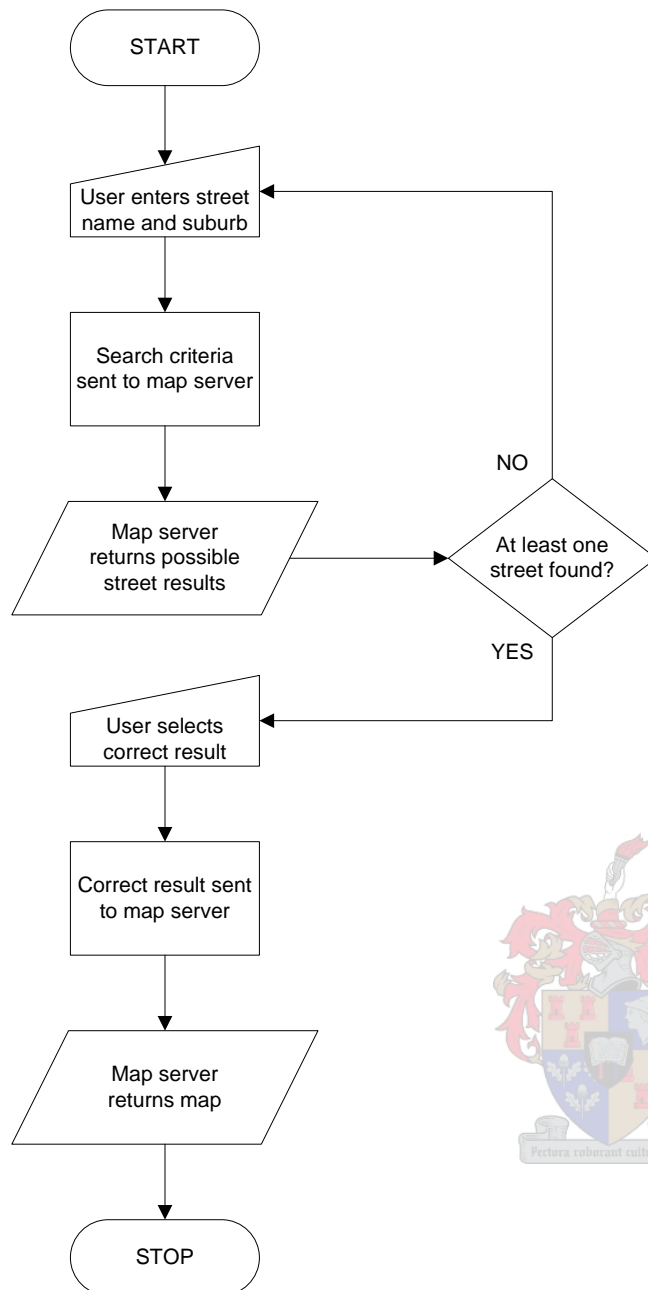 START
User enters street
name and suburb
Search criteria
sent to map server
Map server
returns possible
street results
NO
At least one
street found?
YES
User selects
correct result
Correct result sent
to map server
Map server
returns map
STOP
Pectora roborant